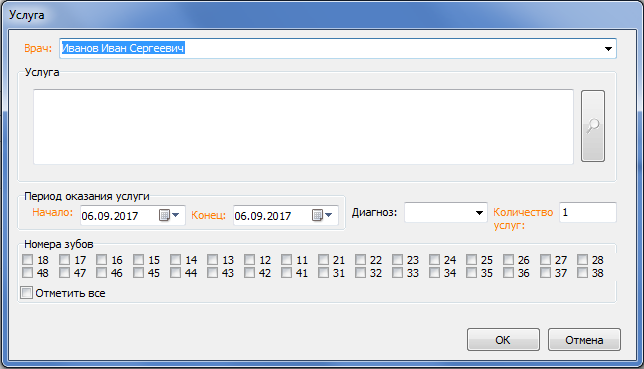 Услуга
Врач: Иванов Иван Сергеевич
Услуга
Период оказания услуги
Начало: 06.09.2017 Конец: 06.09.2017 Диагноз: Количество услуг: 1
Номера зубов
18 17 16 15 14 13 12 11 21 22 23 24 25 26 27 28
48 47 46 45 44 43 42 41 31 32 33 34 35 36 37 38
Отметить все
OK Отмена